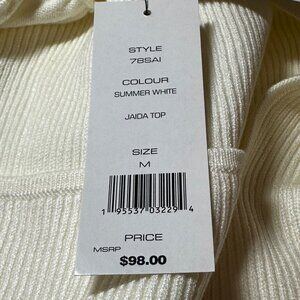 STYLE
78SAI
COLOUR
SUMMER WHITE
JAIDA TOP
SIZE
M
1 95537 03229 4
PRICE
MSRP
$98.00